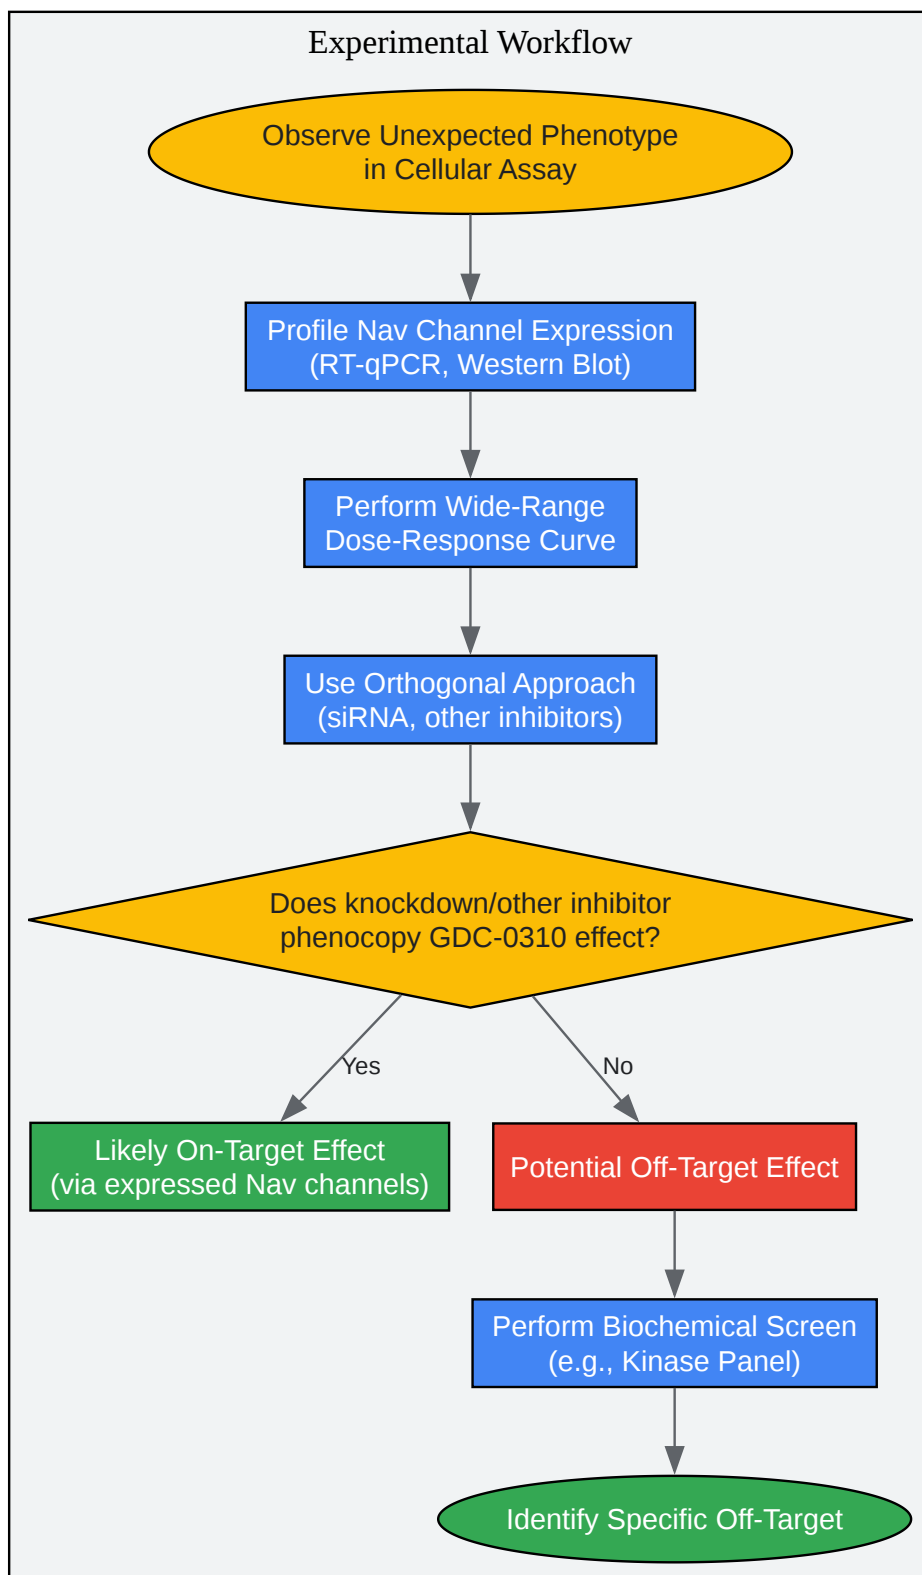 Experimental Workflow
Observe Unexpected Phenotype
in Cellular Assay
Profile Nav Channel Expression
(RT-qPCR, Western Blot)
Perform Wide-Range
Dose-Response Curve
Use Orthogonal Approach
(siRNA, other inhibitors)
Does knockdown/other inhibitor
phenocopy GDC-0310 effect?
Yes
No
Likely On-Target Effect
(via expressed Nav channels)
Potential Off-Target Effect
Perform Biochemical Screen
(e.g., Kinase Panel)
Identify Specific Off-Target